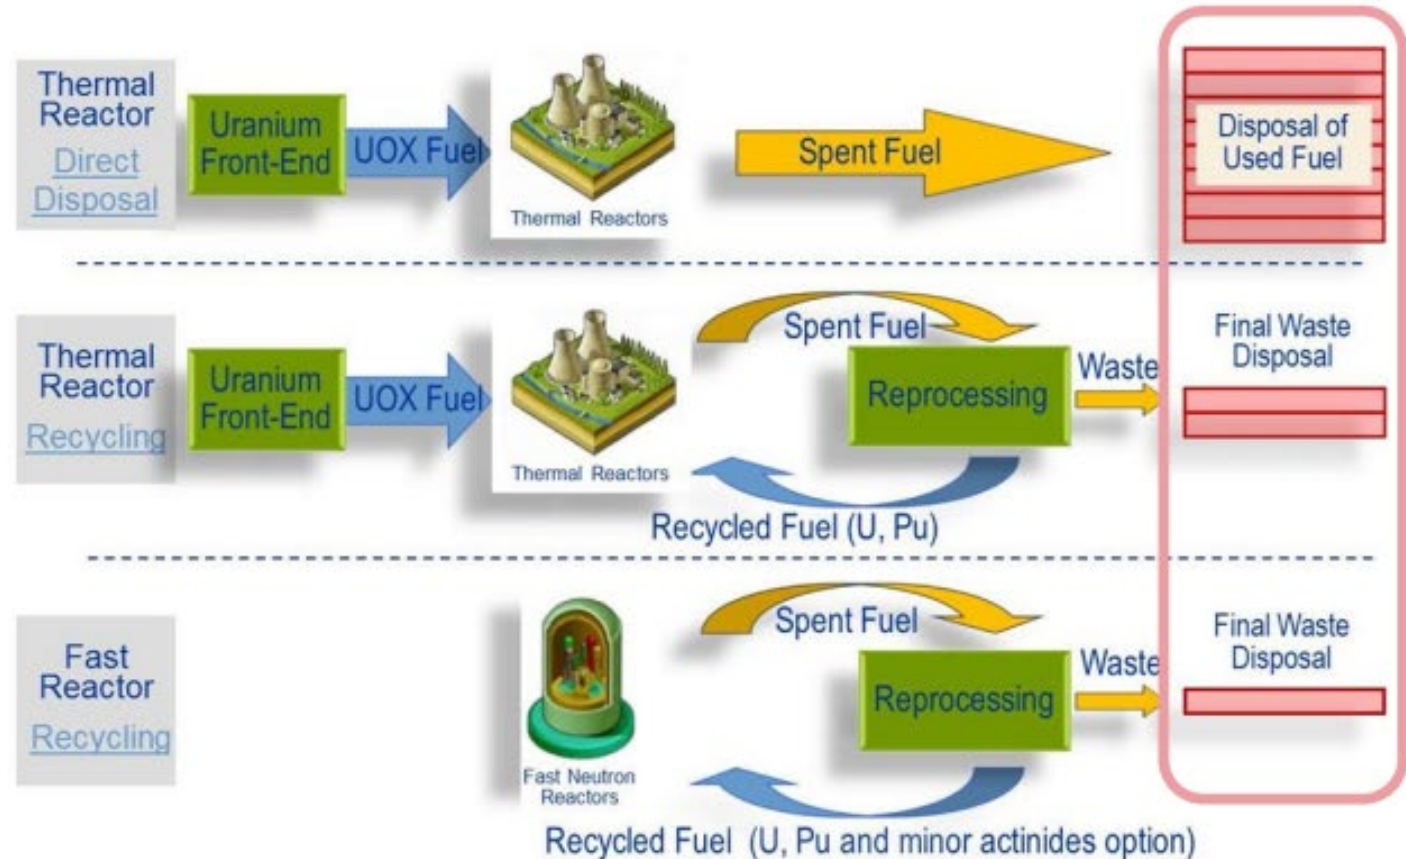 Thermal
Reactor
Direct
Disposal
Uranium
Front-End
UOX Fuel
Thermal Reactors
Spent Fuel
Disposal of
Used Fuel
Thermal
Reactor
Recycling
Uranium
Front-End
UOX Fuel
Thermal Reactors
Spent Fuel
Reprocessing
Waste
Final Waste
Disposal
Recycled Fuel (U, Pu)
Fast
Reactor
Recycling
Fast Neutron
Reactors
Spent Fuel
Reprocessing
Waste
Final Waste
Disposal
Recycled Fuel (U, Pu and minor actinides option)